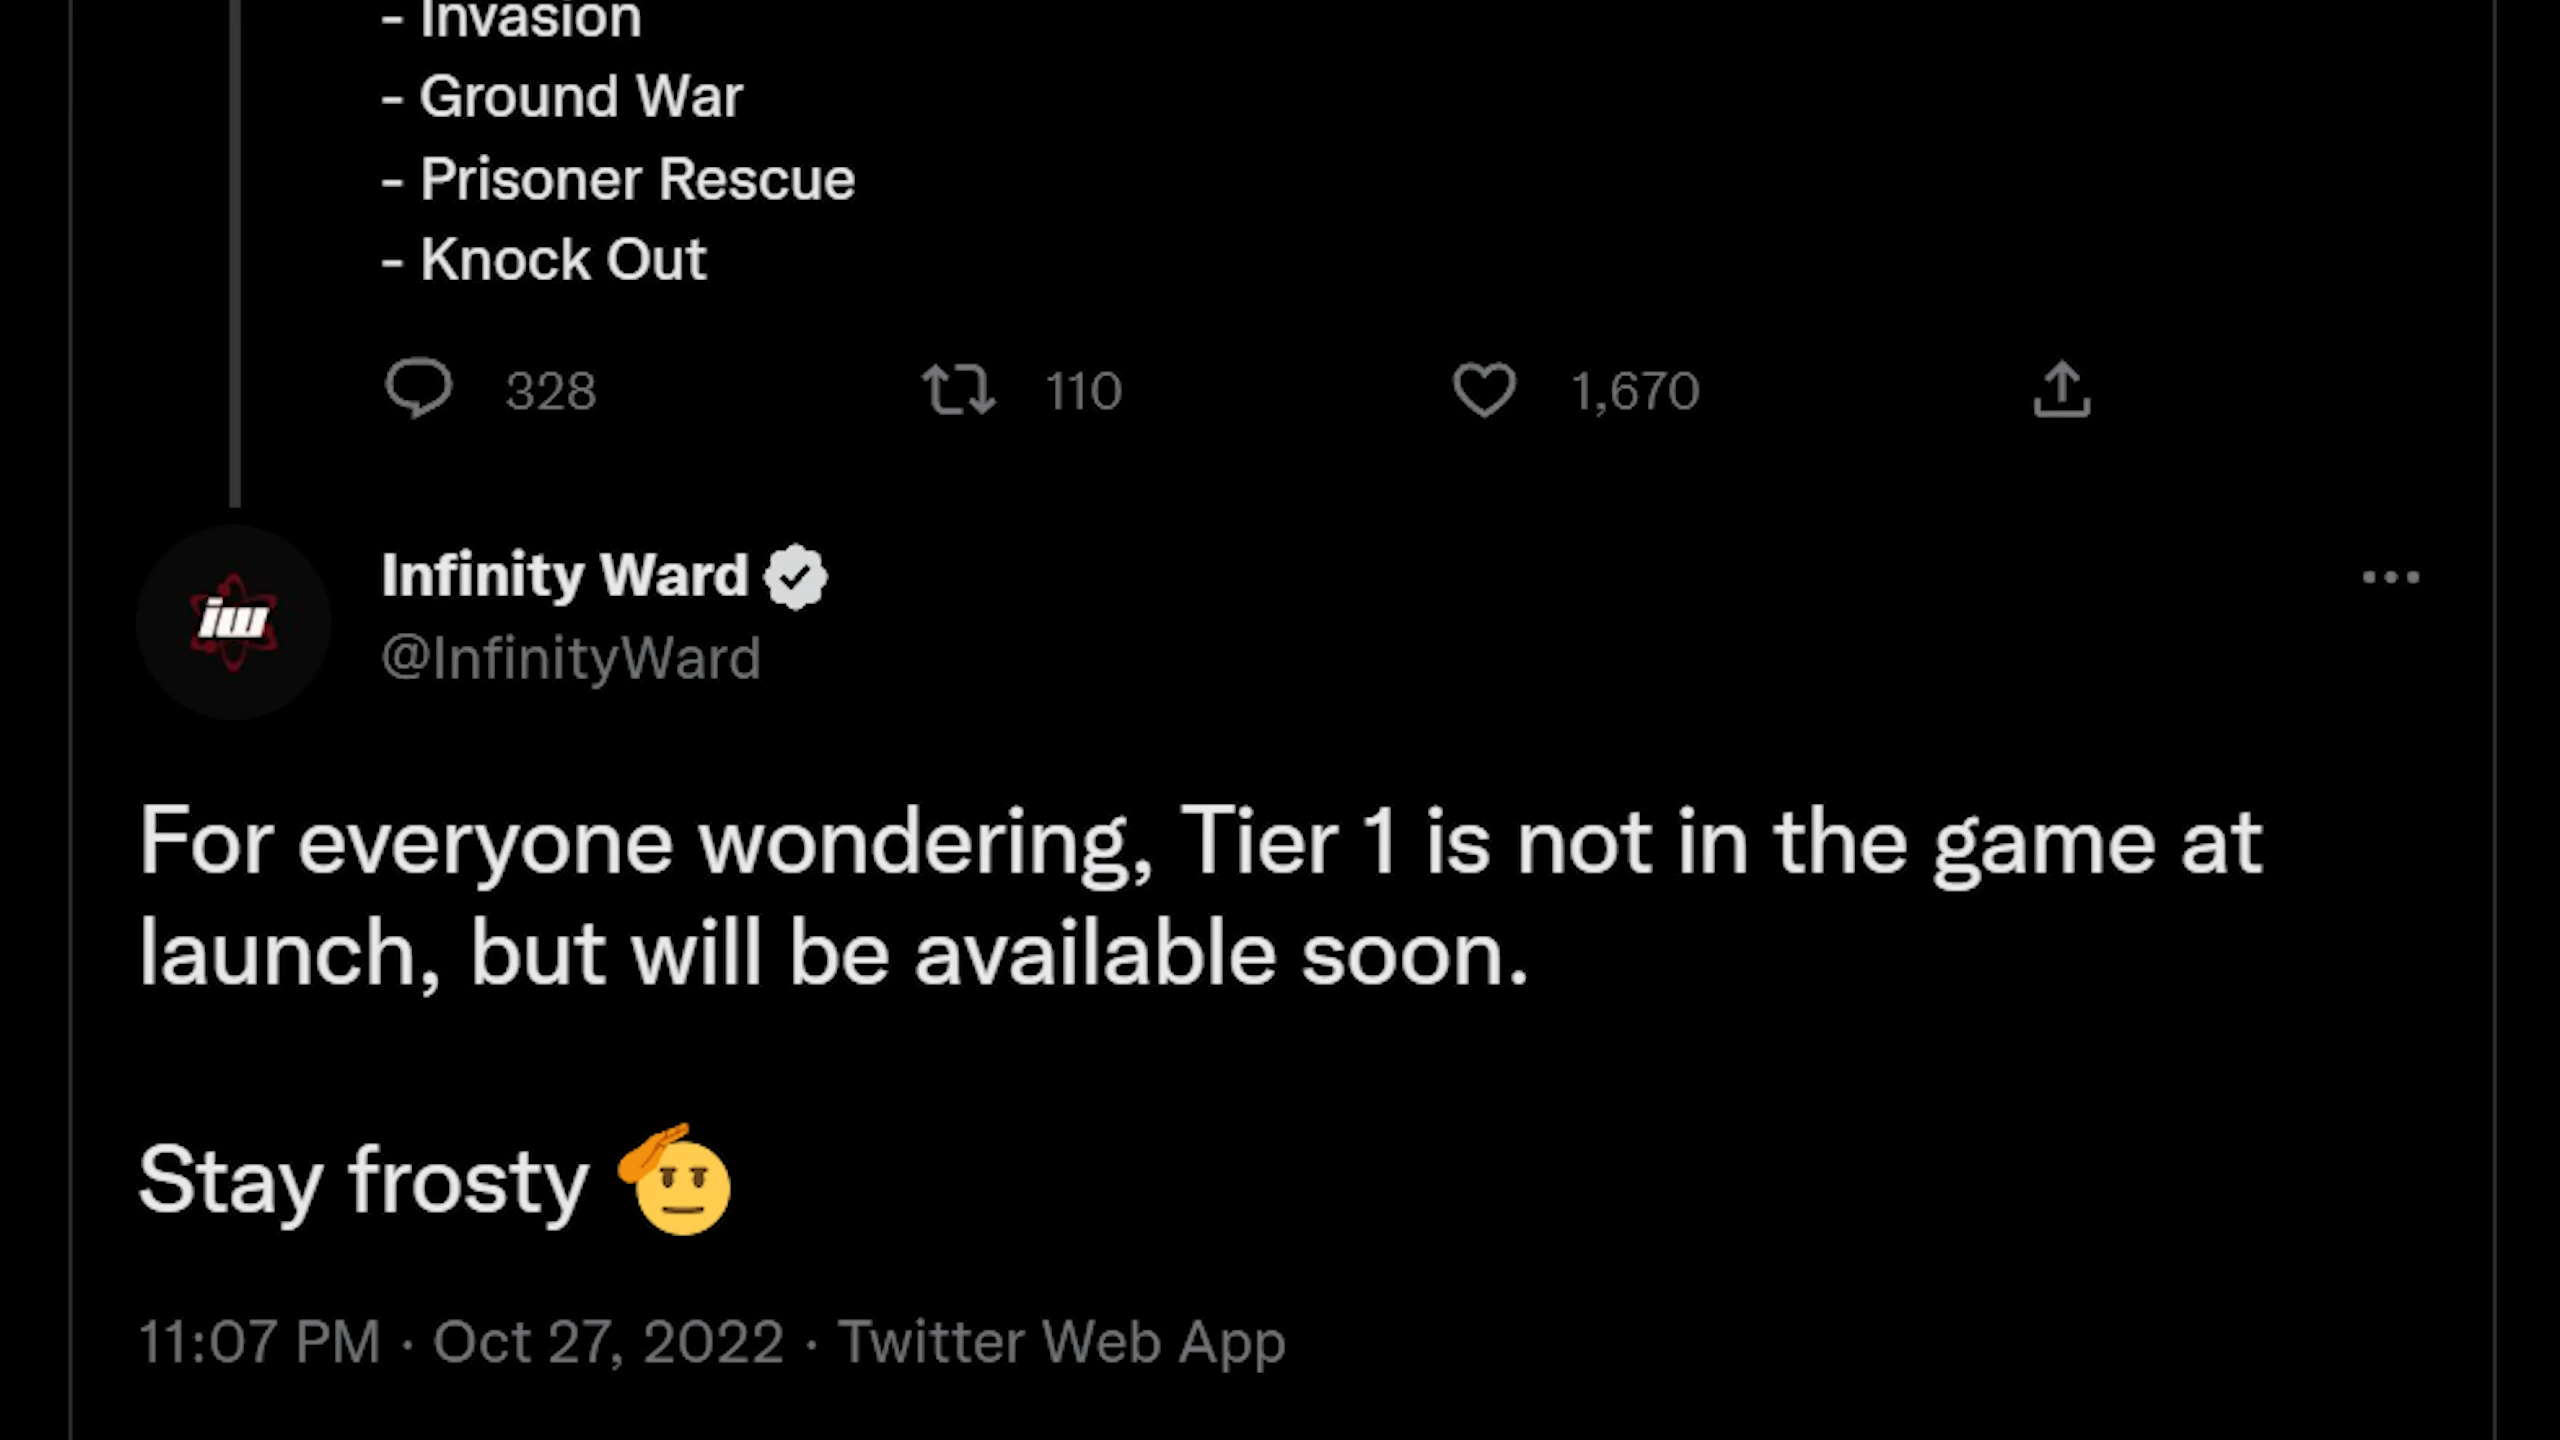 - Invasion
- Ground War
- Prisoner Rescue
- Knock Out
328 110 1,670
iw
Infinity Ward
@InfinityWard
For everyone wondering, Tier 1 is not in the game at
launch, but will be available soon.
Stay frosty 🫡
11:07 PM · Oct 27, 2022 · Twitter Web App